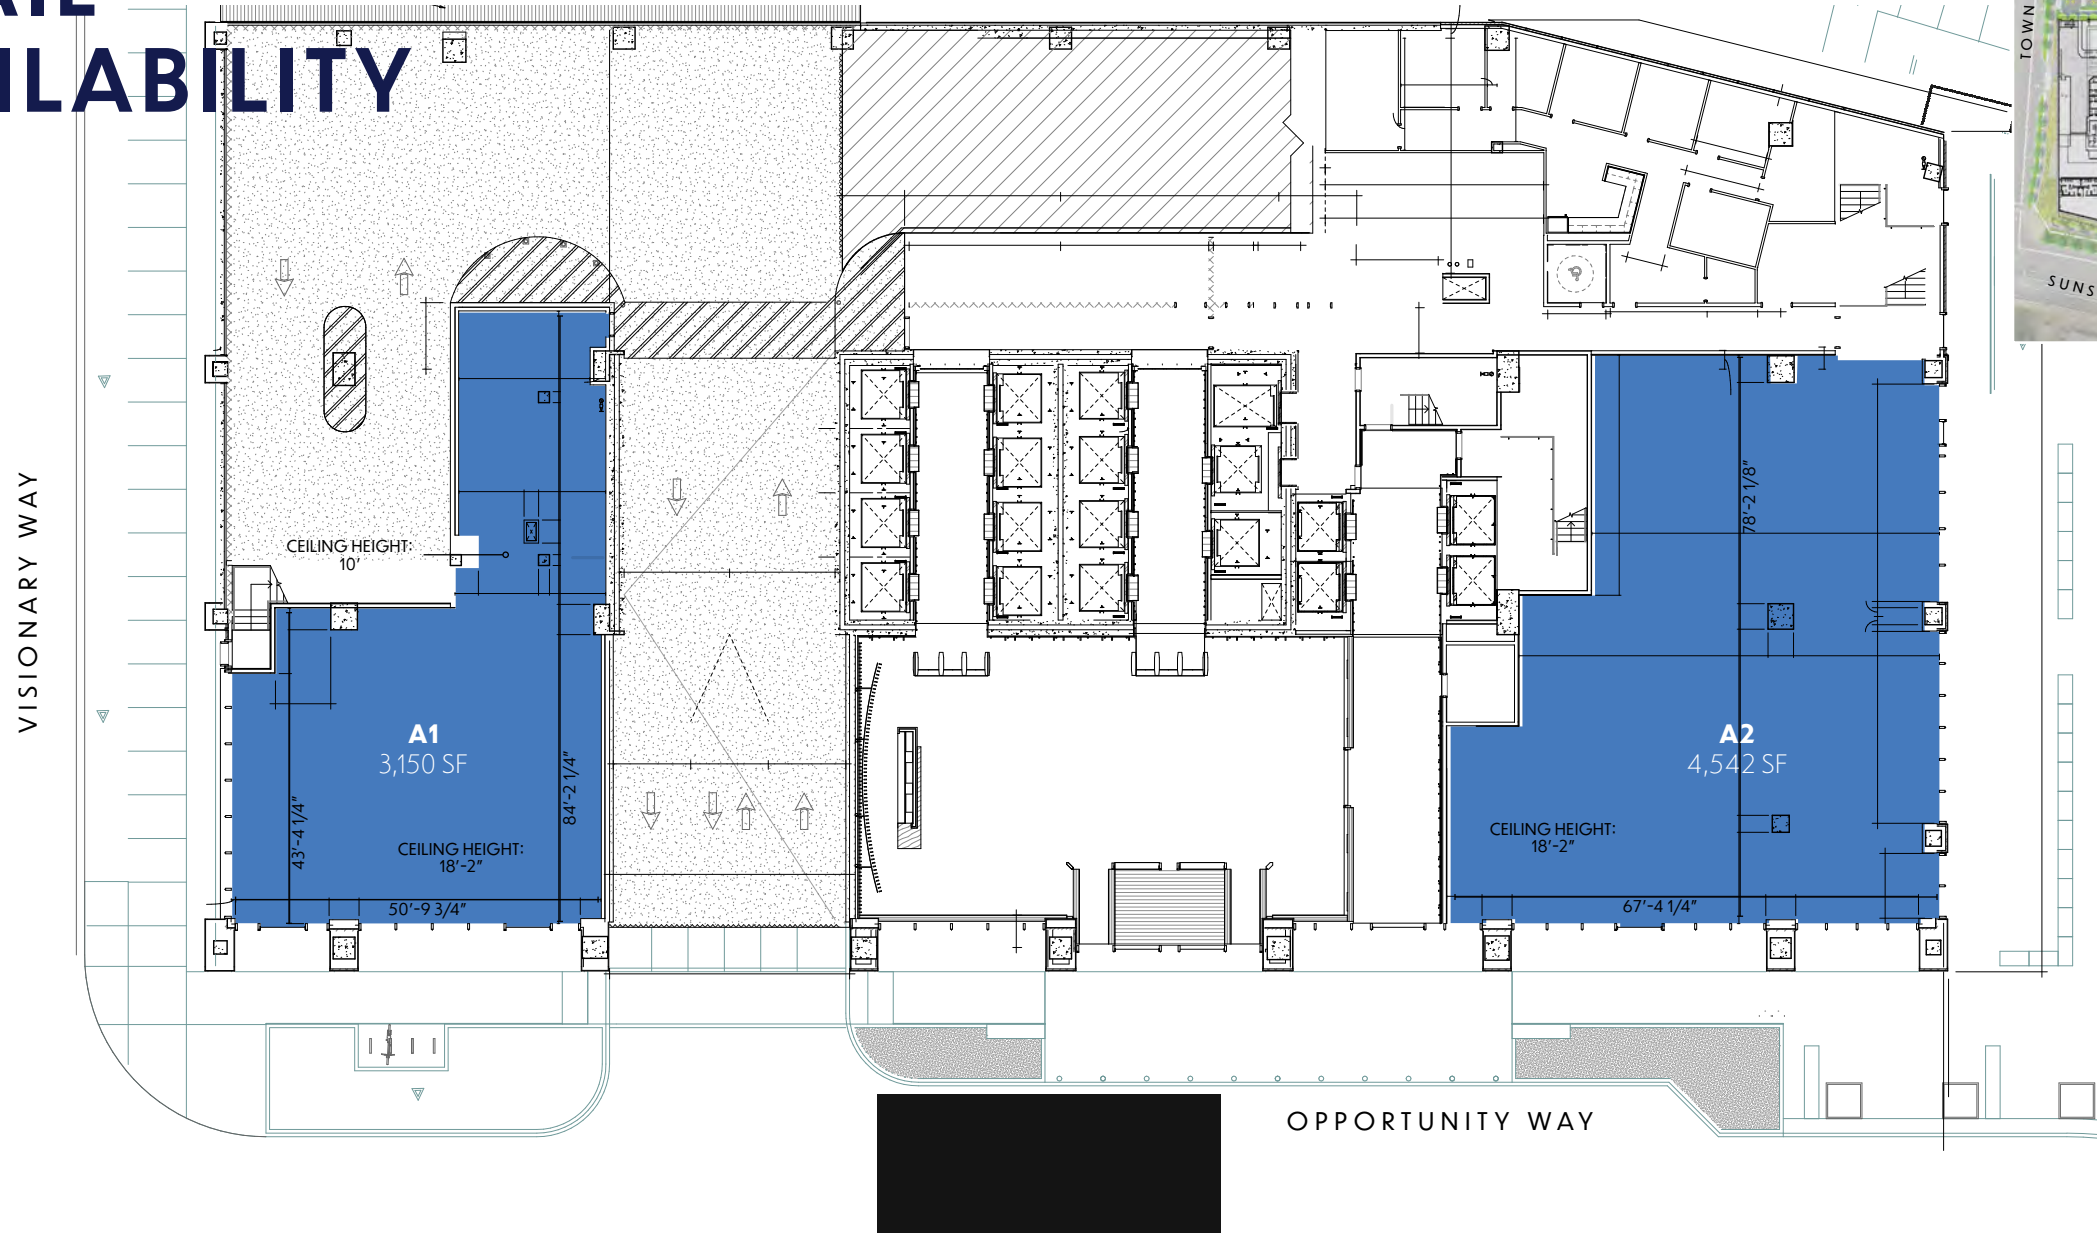 ILABILITY
TOWN
SUNS
CEILING HEIGHT:
10'
VISIONARY WAY
A1
3,150 SF
43'-4 1/4"
84'-2 1/4"
CEILING HEIGHT:
18'-2"
50'-9 3/4"
78'-2 1/8"
A2
4,542 SF
CEILING HEIGHT:
18'-2"
67'-4 1/4"
OPPORTUNITY WAY